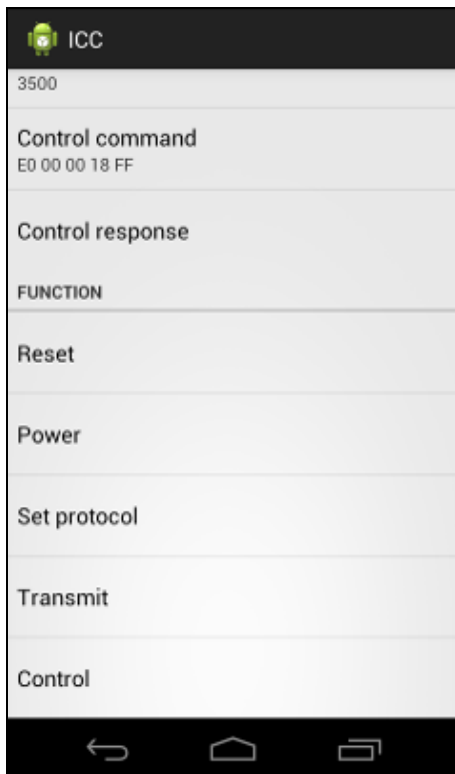 ICC
3500
Control command
E0 00 00 18 FF
Control response
FUNCTION
Reset
Power
Set protocol
Transmit
Control